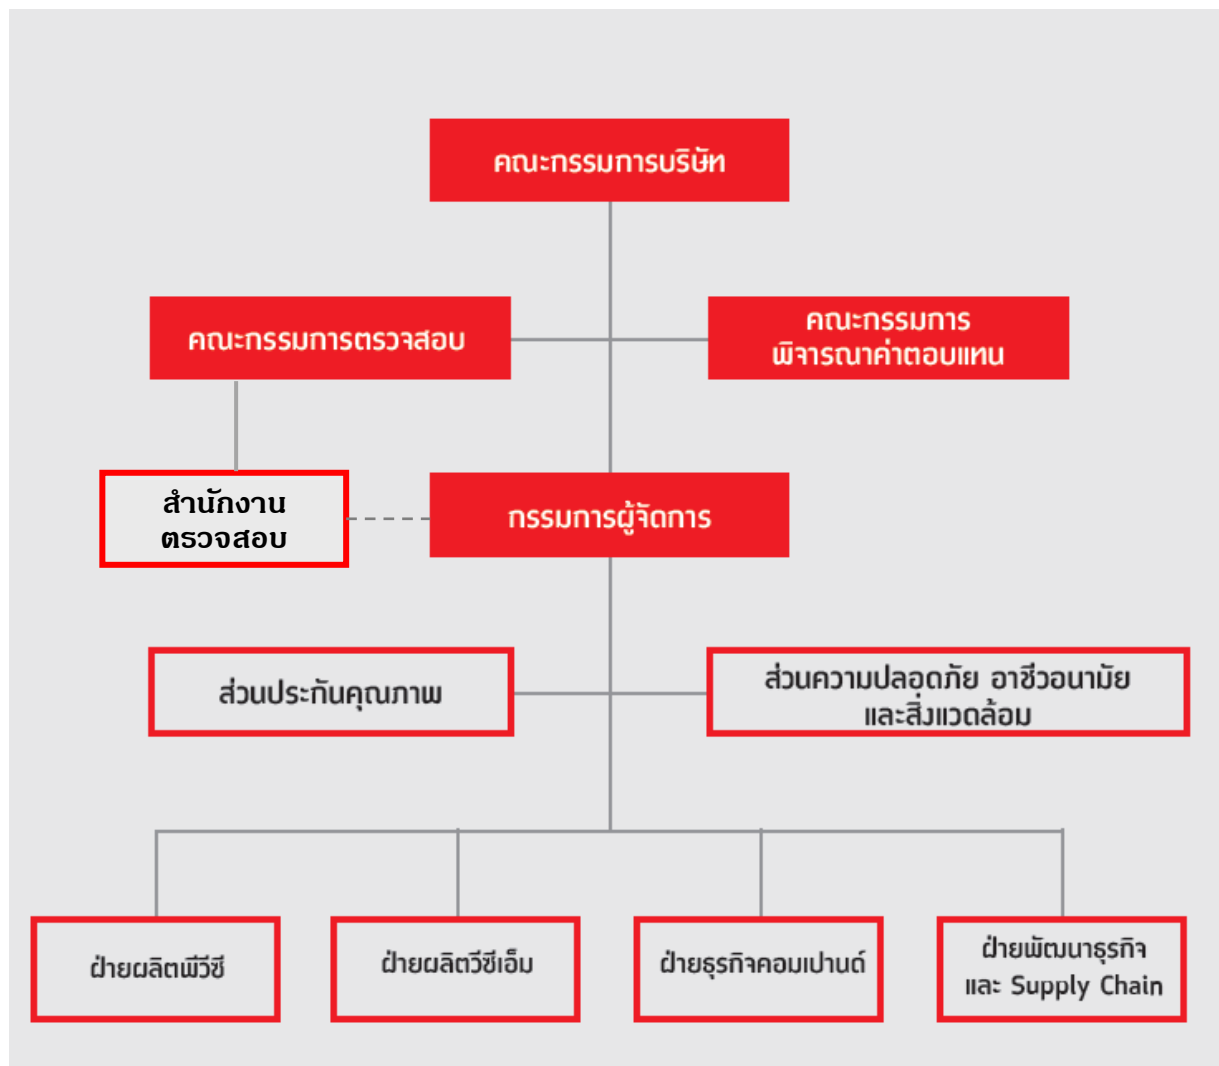 คณะกรรมการบริษัท
คณะกรรมการตรวจสอบ
คณะกรรมการ
พิจารณาค่าตอบแทน
สำนักงาน
ตรวจสอบ
กรรมการผู้จัดการ
ส่วนประกันคุณภาพ
ส่วนความปลอดภัย อาชีวอนามัย
และสิ่งแวดล้อม
ฝ่ายผลิตพีวีซี
ฝ่ายผลิตวีซีเอ็ม
ฝ่ายธุรกิจคอมเปานด์
ฝ่ายพัฒนาธุรกิจ
และ Supply Chain